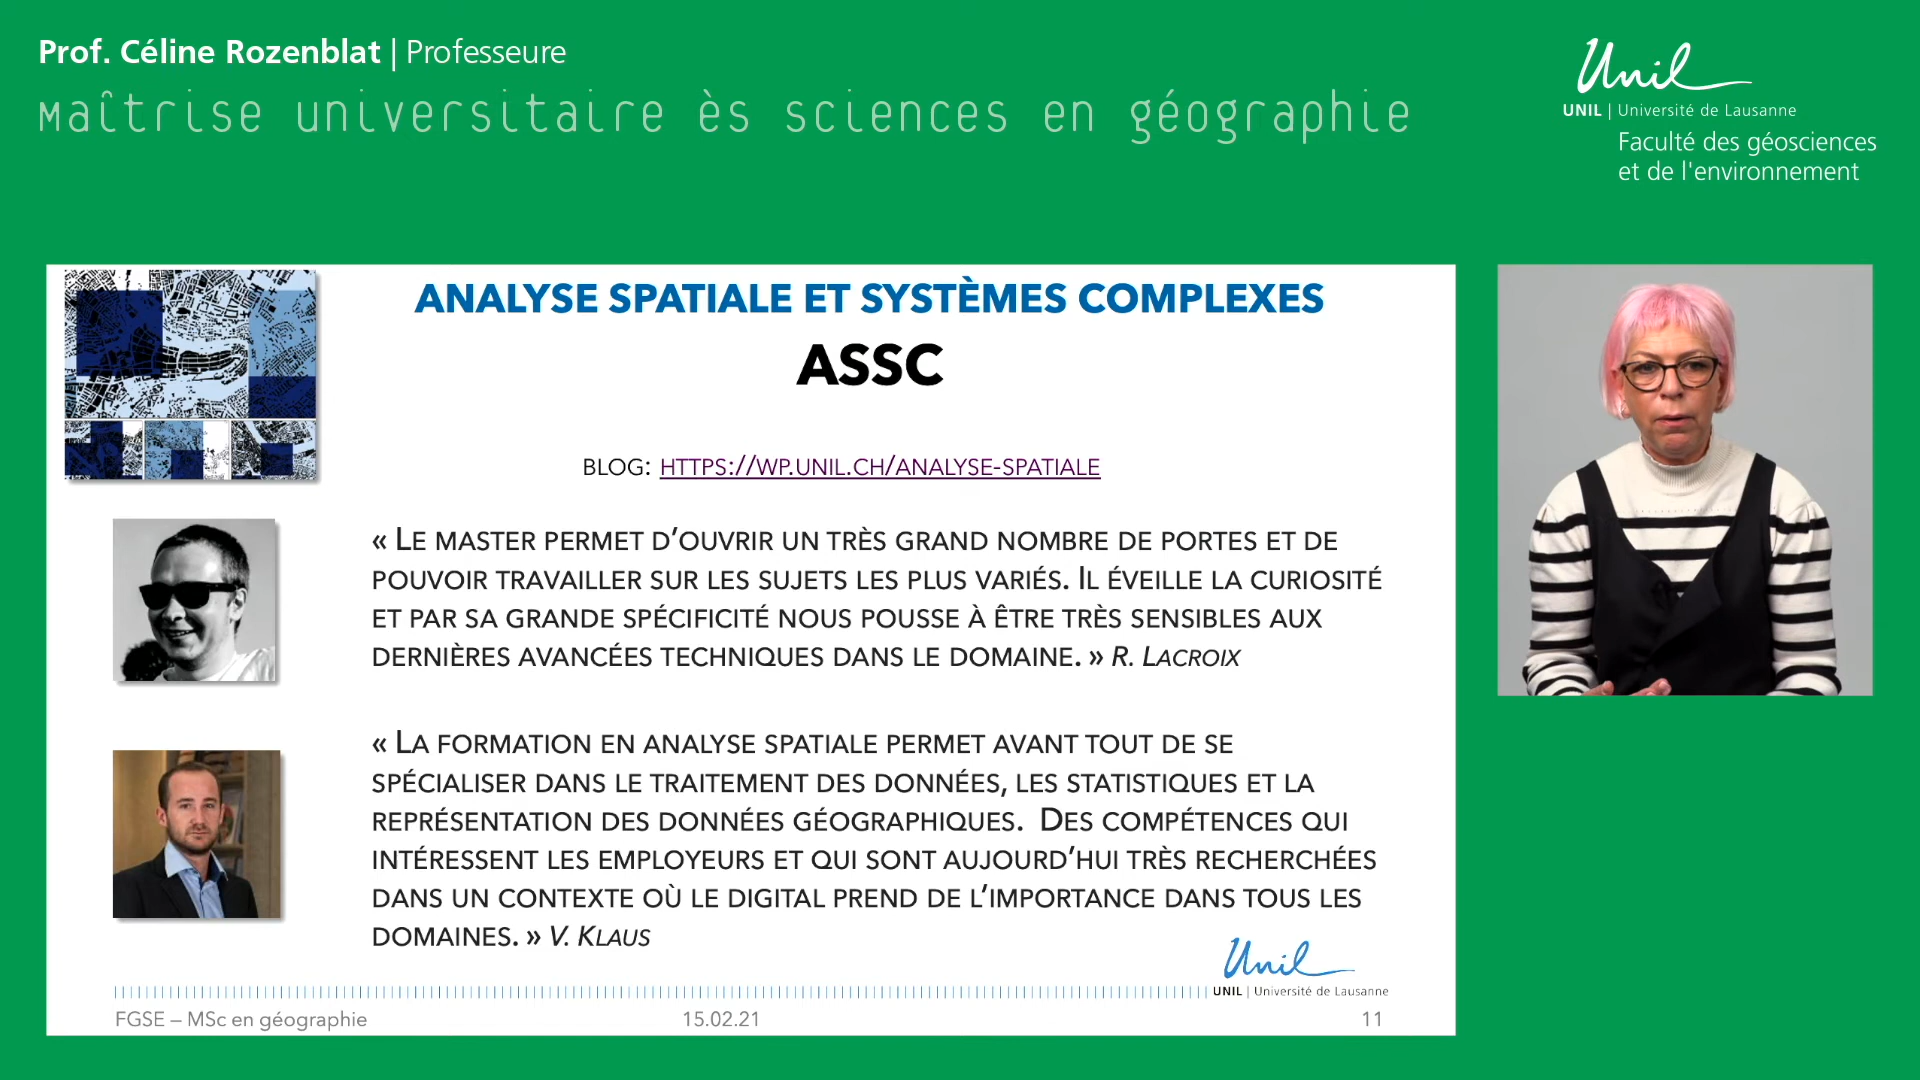 Prof. Céline Rozenblat | Professeure
Maîtrise universitaire ès sciences en géographie
Unil
UNIL | Université de Lausanne
Faculté des géosciences
et de l'environnement
ANALYSE SPATIALE ET SYSTÈMES COMPLEXES
ASSC
BLOG: HTTPS://WP.UNIL.CH/ANALYSE-SPATIALE
« LE MASTER PERMET D’OUVRIR UN TRÈS GRAND NOMBRE DE PORTES ET DE
POUVOIR TRAVAILLER SUR LES SUJETS LES PLUS VARIÉS. IL ÉVEILLE LA CURIOSITÉ
ET PAR SA GRANDE SPÉCIFICITÉ NOUS POUSSE À ÊTRE TRÈS SENSIBLES AUX
DERNIÈRES AVANCÉES TECHNIQUES DANS LE DOMAINE. » R. LACROIX
« LA FORMATION EN ANALYSE SPATIALE PERMET AVANT TOUT DE SE
SPÉCIALISER DANS LE TRAITEMENT DES DONNÉES, LES STATISTIQUES ET LA
REPRÉSENTATION DES DONNÉES GÉOGRAPHIQUES.  DES COMPÉTENCES QUI
INTÉRESSENT LES EMPLOYEURS ET QUI SONT AUJOURD’HUI TRÈS RECHERCHÉES
DANS UN CONTEXTE OÙ LE DIGITAL PREND DE L’IMPORTANCE DANS TOUS LES
DOMAINES. » V. KLAUS
Unil
UNIL | Université de Lausanne
FGSE – MSc en géographie 15.02.21 11